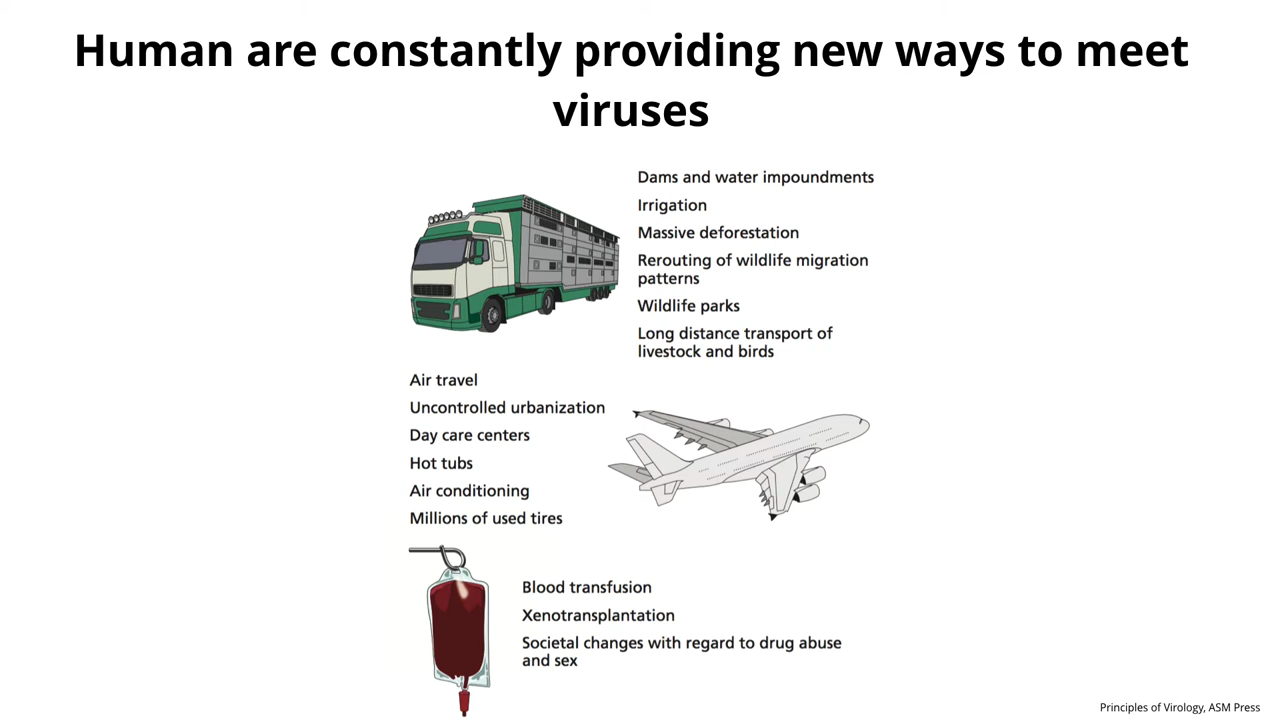 Human are constantly providing new ways to meet
viruses
Dams and water impoundments
Irrigation
Massive deforestation
Rerouting of wildlife migration
patterns
Wildlife parks
Long distance transport of
livestock and birds
Air travel
Uncontrolled urbanization
Day care centers
Hot tubs
Air conditioning
Millions of used tires
Blood transfusion
Xenotransplantation
Societal changes with regard to drug abuse
and sex
Principles of Virology, ASM Press